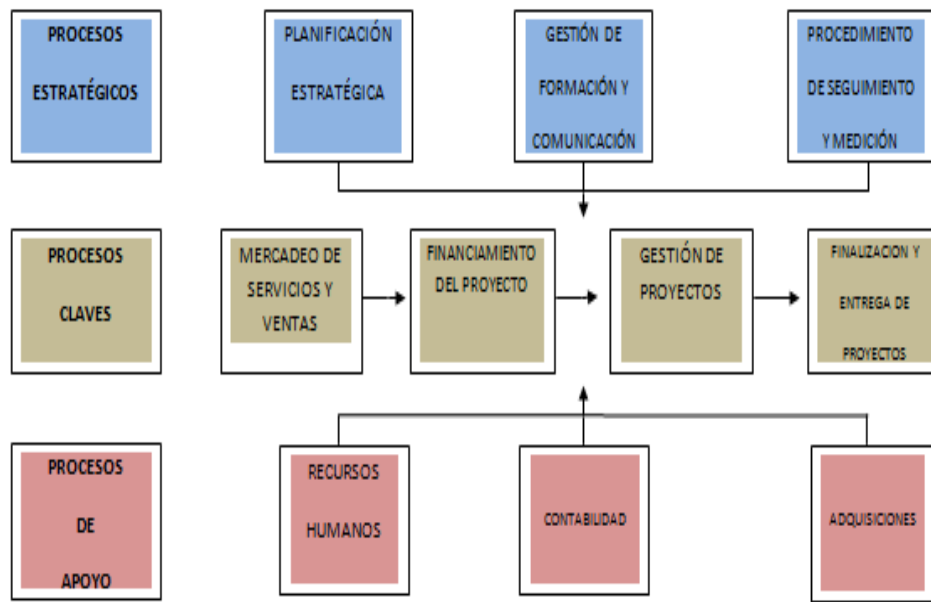 PROCESOS
ESTRATÉGICOS
PLANIFICACIÓN
ESTRATÉGICA
GESTIÓN DE
FORMACIÓN Y
COMUNICACIÓN
PROCEDIMIENTO
DE SEGUIMIENTO
Y MEDICIÓN
PROCESOS
CLAVES
MERCADEO DE
SERVICIOS Y
VENTAS
FINANCIAMIENTO
DEL PROYECTO
GESTIÓN DE
PROYECTOS
FINALIZACION Y
ENTREGA DE
PROYECTOS
PROCESOS
DE
APOYO
RECURSOS
HUMANOS
CONTABILIDAD
ADQUISICIONES